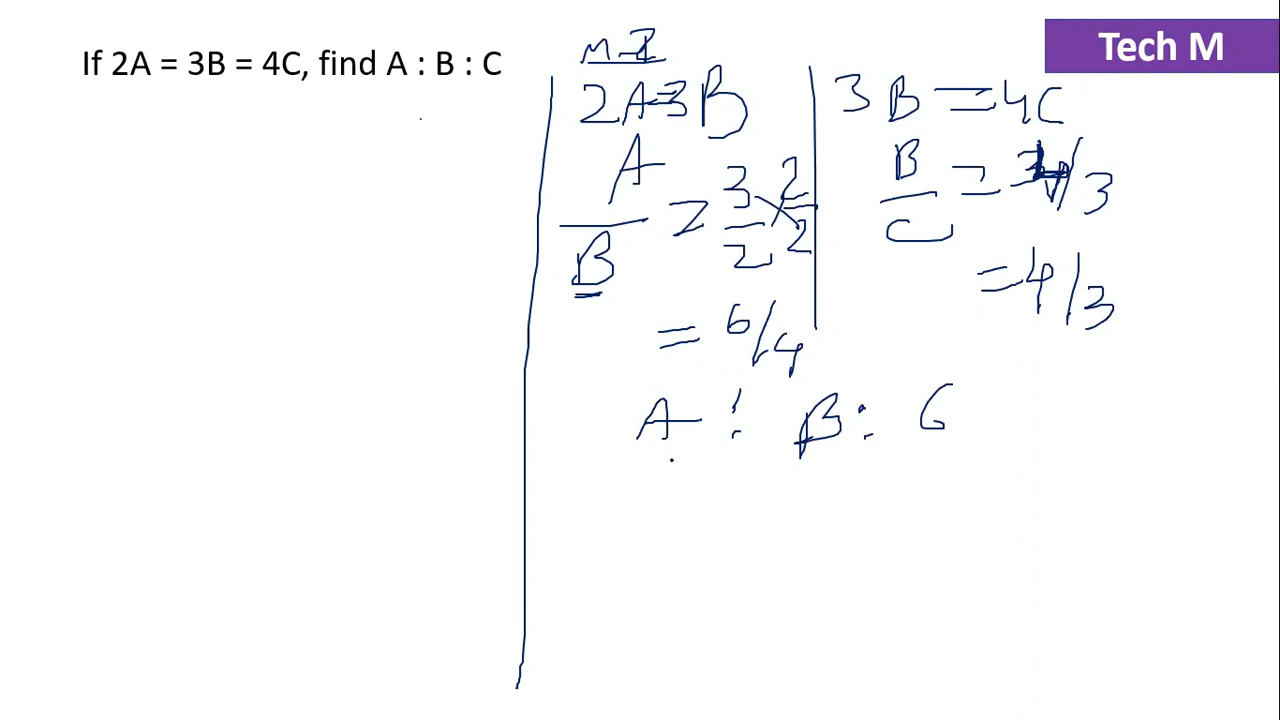 If 2A = 3B = 4C, find A : B : C
Tech M
M-I
2A=3B
A/B = 3/2 × 2/2
= 6/4
3B = 4C
B/C = 4/3
= 4/3
A : B : C